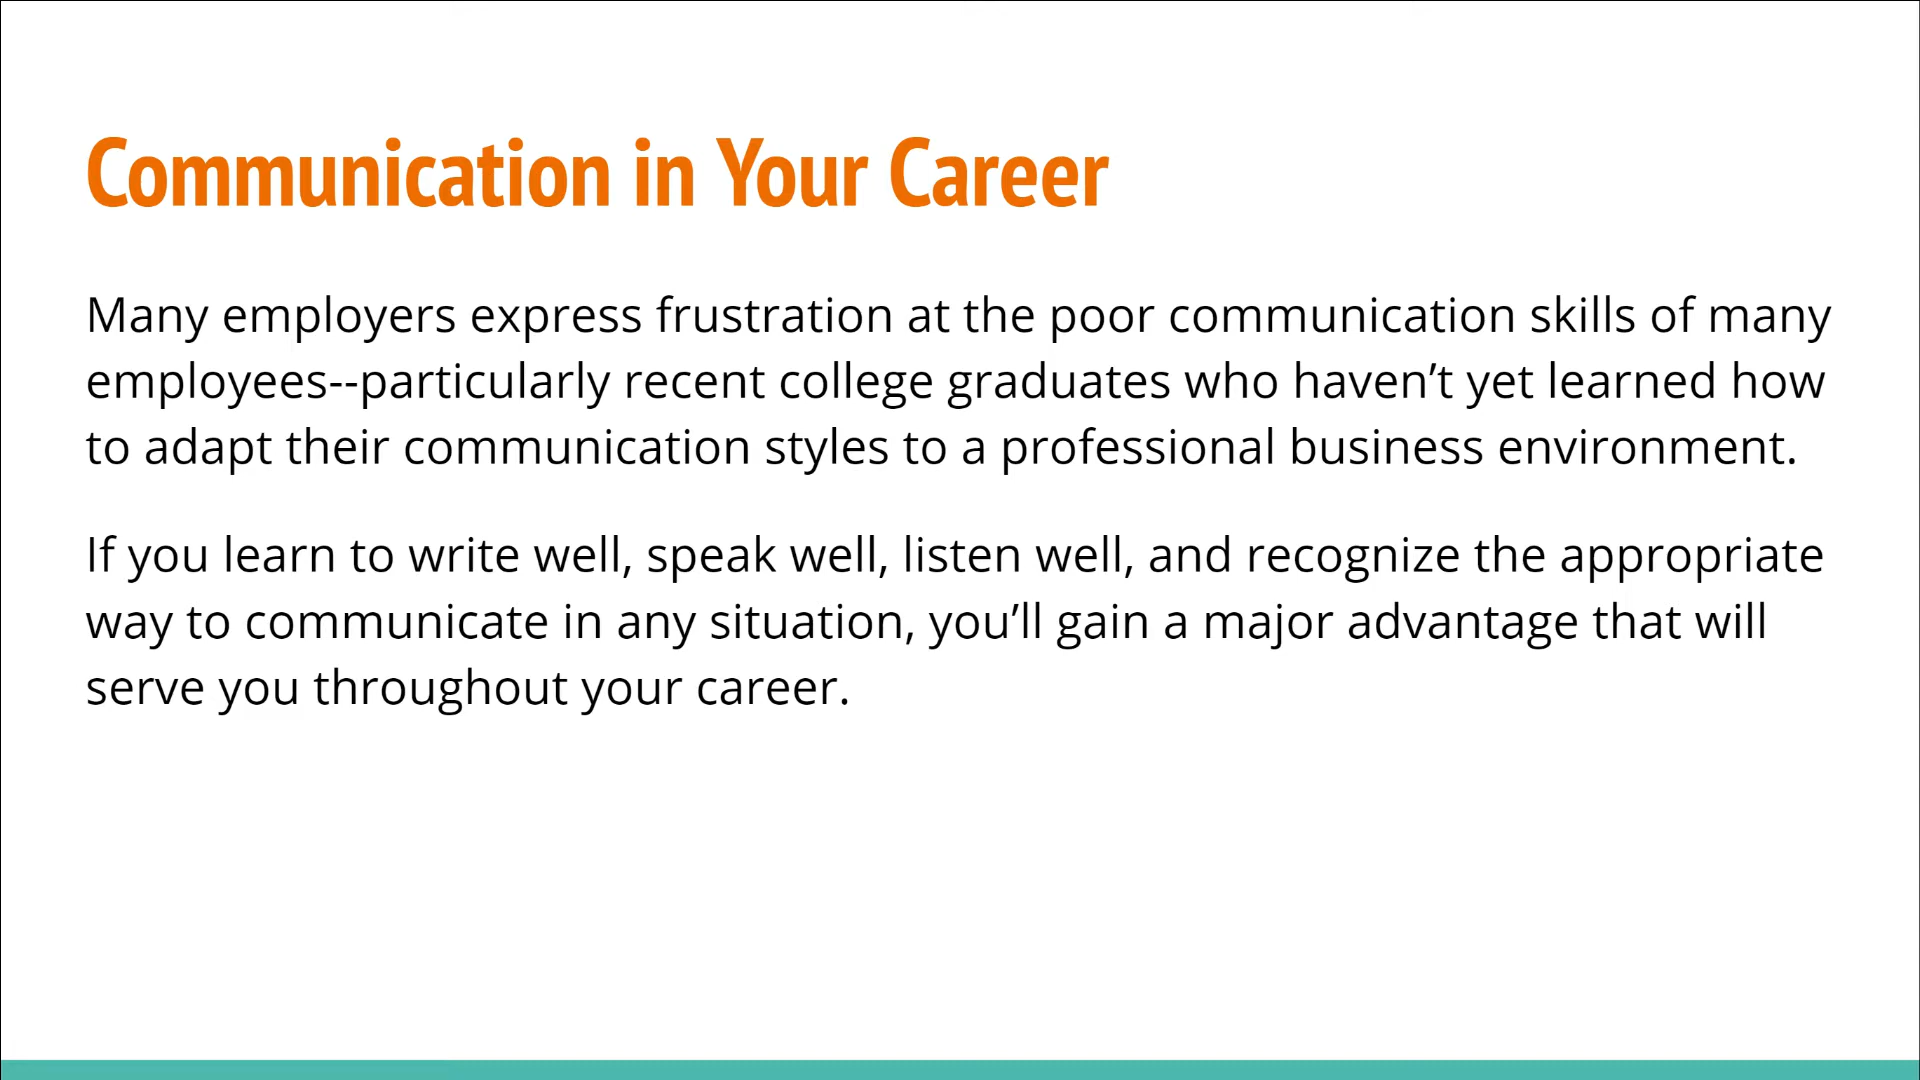 Communication in Your Career
Many employers express frustration at the poor communication skills of many
employees--particularly recent college graduates who haven’t yet learned how
to adapt their communication styles to a professional business environment.
If you learn to write well, speak well, listen well, and recognize the appropriate
way to communicate in any situation, you’ll gain a major advantage that will
serve you throughout your career.